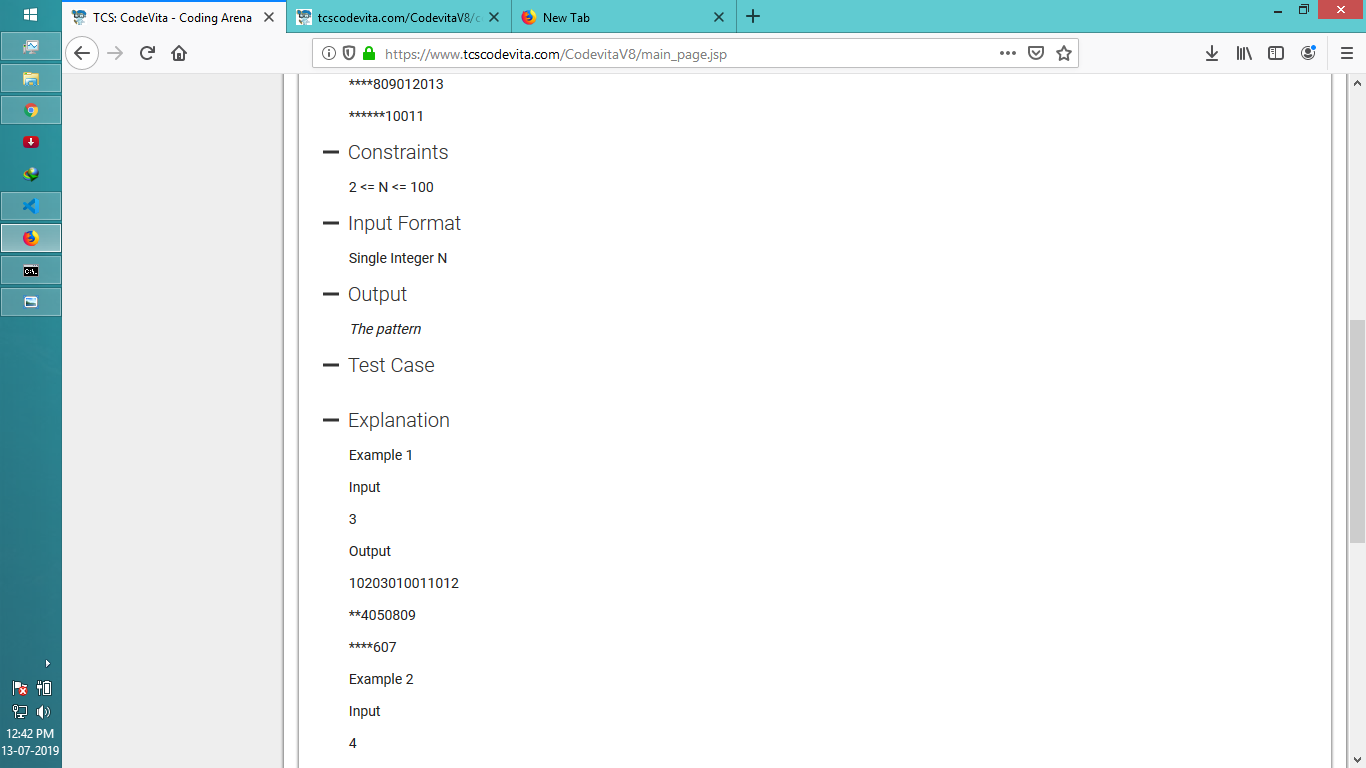 TCS: CodeVita - Coding Arena
tcscodevita.com/CodevitaV8/
New Tab
https://www.tcscodevita.com/CodevitaV8/main_page.jsp
****809012013
******10011
Constraints
2 <= N <= 100
Input Format
Single Integer N
Output
The pattern
Test Case
Explanation
Example 1
Input
3
Output
10203010011012
**4050809
****607
Example 2
Input
4
12:42 PM
13-07-2019